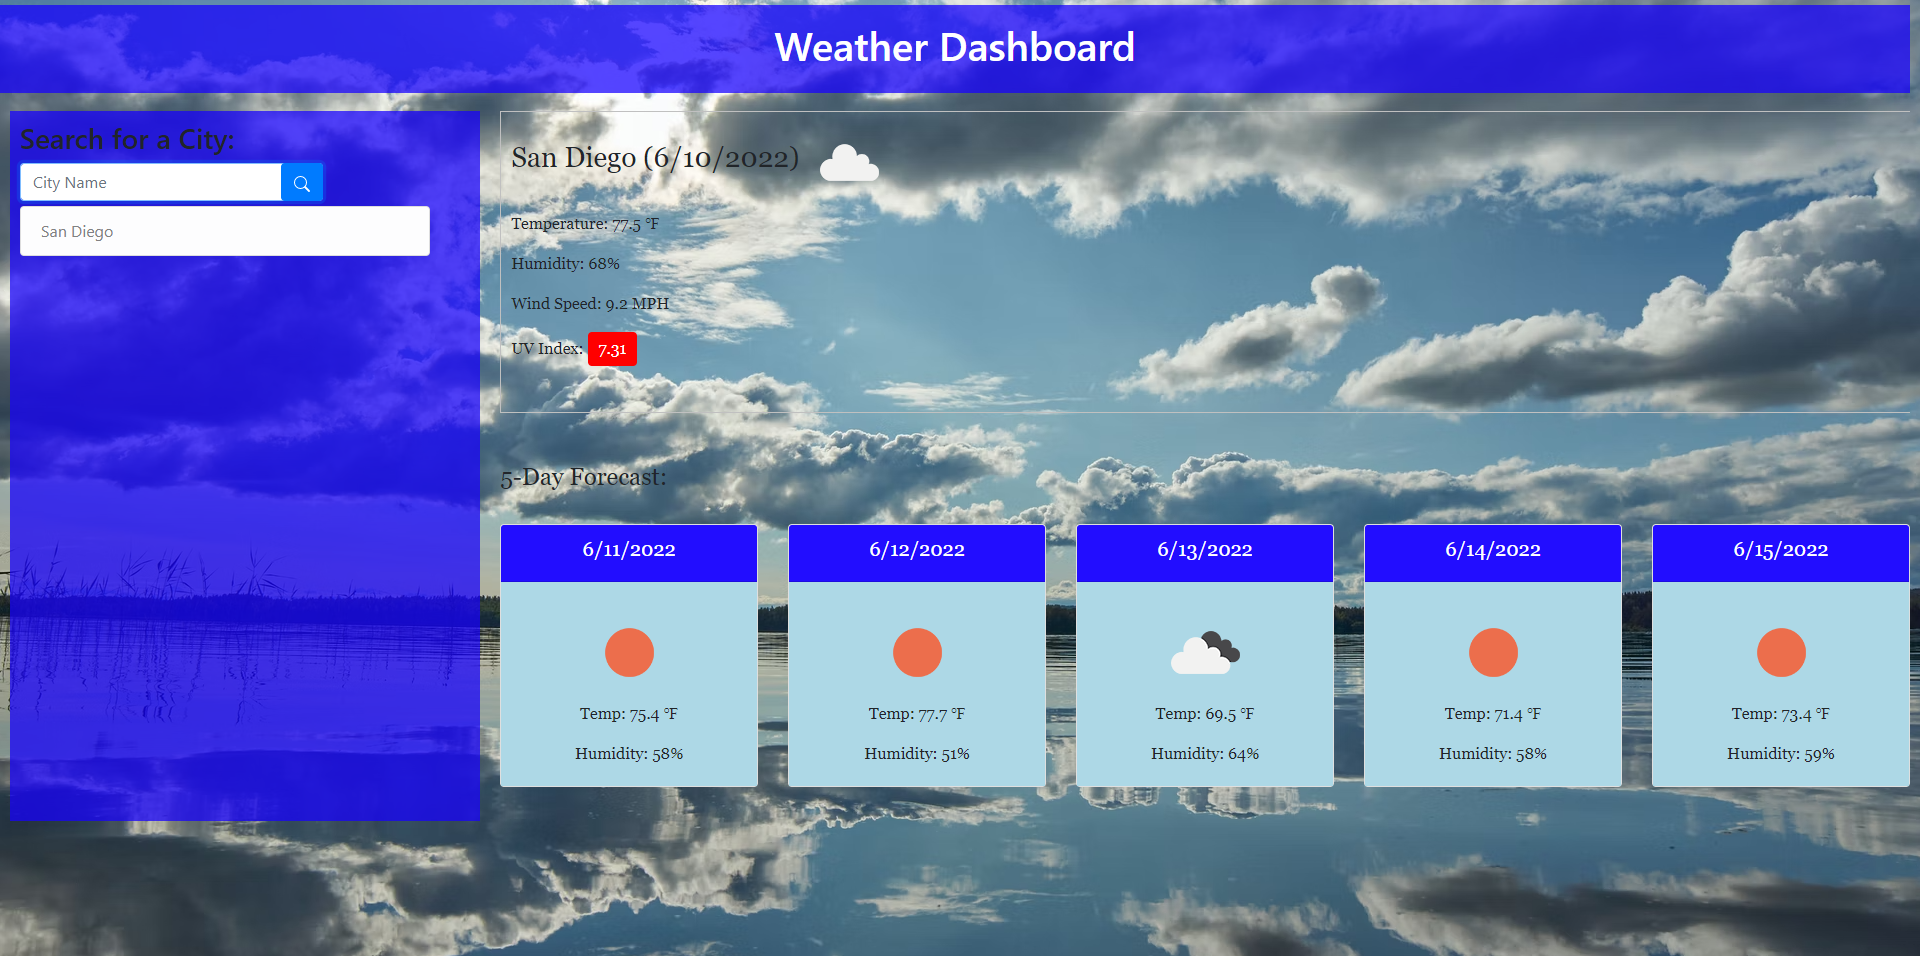 Weather Dashboard
Search for a City:
City Name
San Diego
San Diego (6/10/2022)
Temperature: 77.5 °F
Humidity: 68%
Wind Speed: 9.2 MPH
UV Index: 7.31
5-Day Forecast:
6/11/2022
Temp: 75.4 °F
Humidity: 58%
6/12/2022
Temp: 77.7 °F
Humidity: 51%
6/13/2022
Temp: 69.5 °F
Humidity: 64%
6/14/2022
Temp: 71.4 °F
Humidity: 58%
6/15/2022
Temp: 73.4 °F
Humidity: 59%